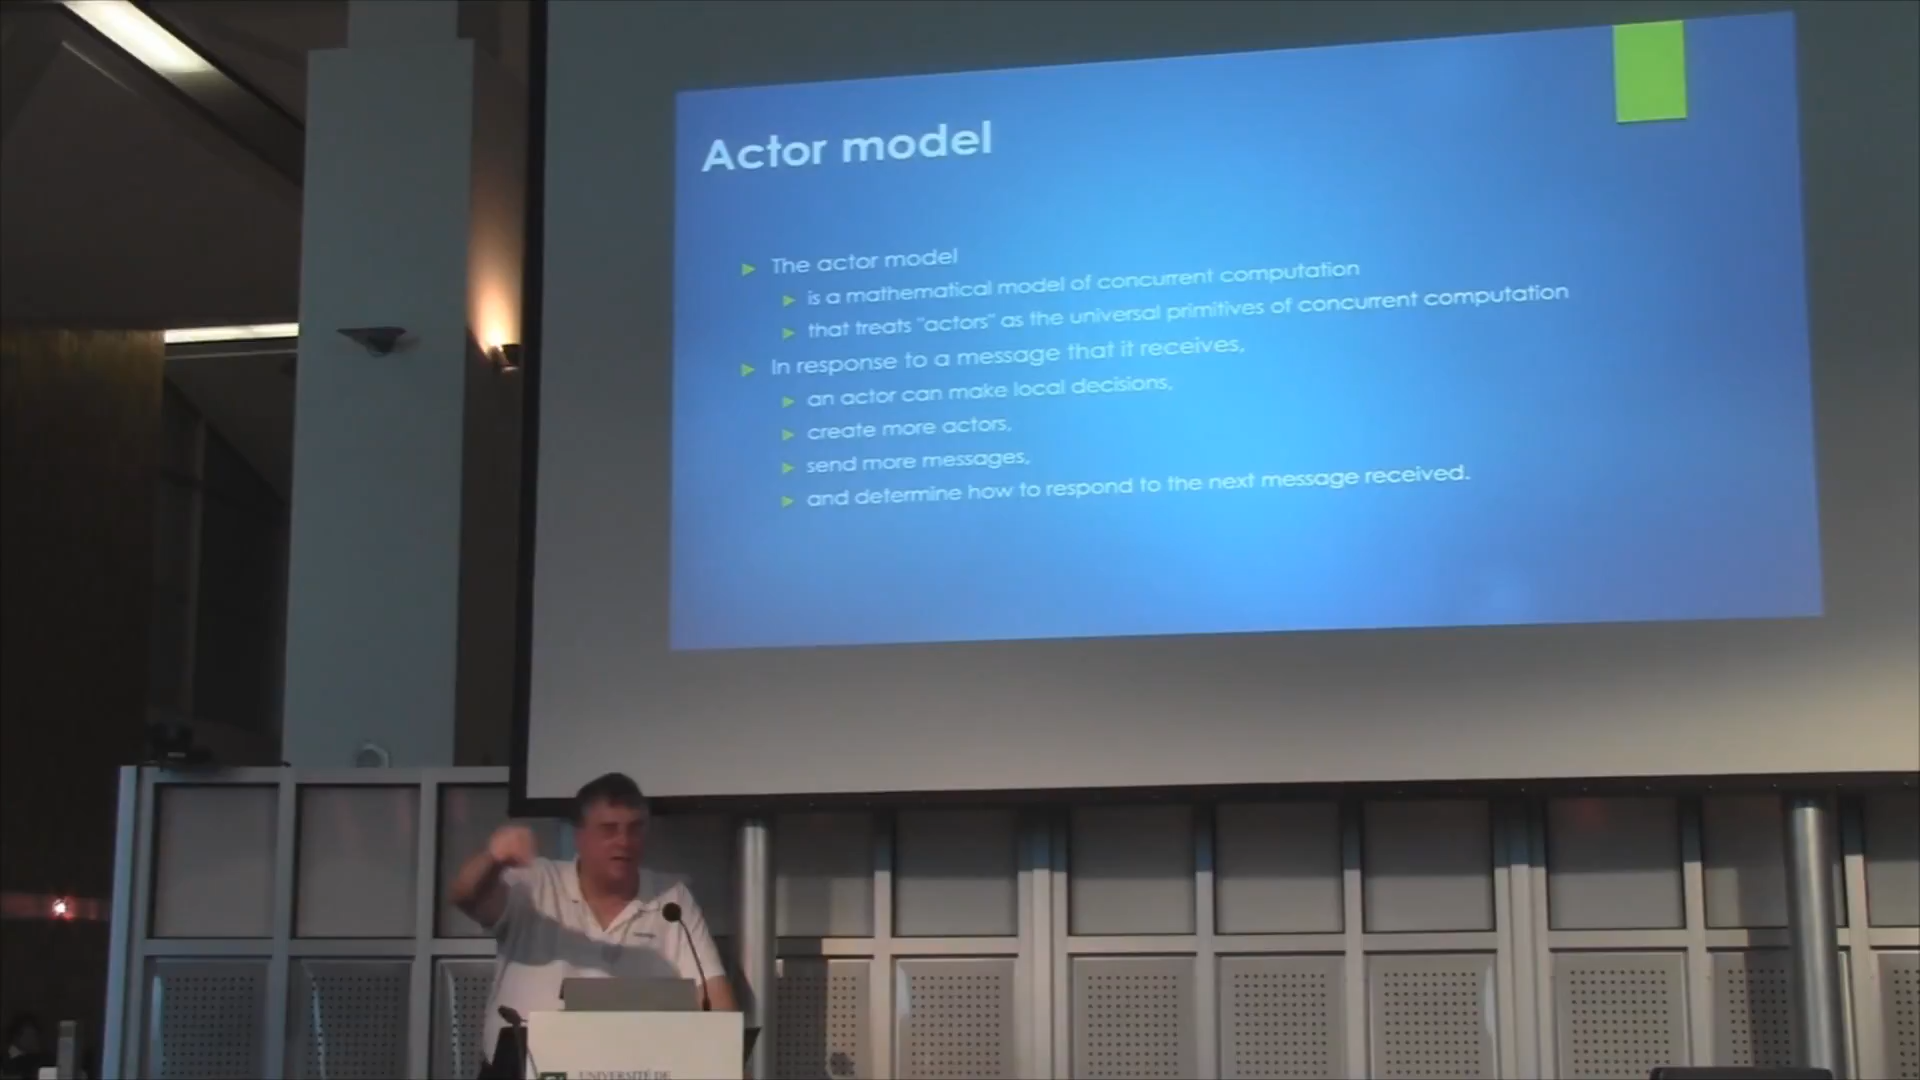 Actor model
The actor model
is a mathematical model of concurrent computation
that treats "actors" as the universal primitives of concurrent computation
In response to a message that it receives,
an actor can make local decisions,
create more actors,
send more messages,
and determine how to respond to the next message received.
UNIVERSITÉ DE